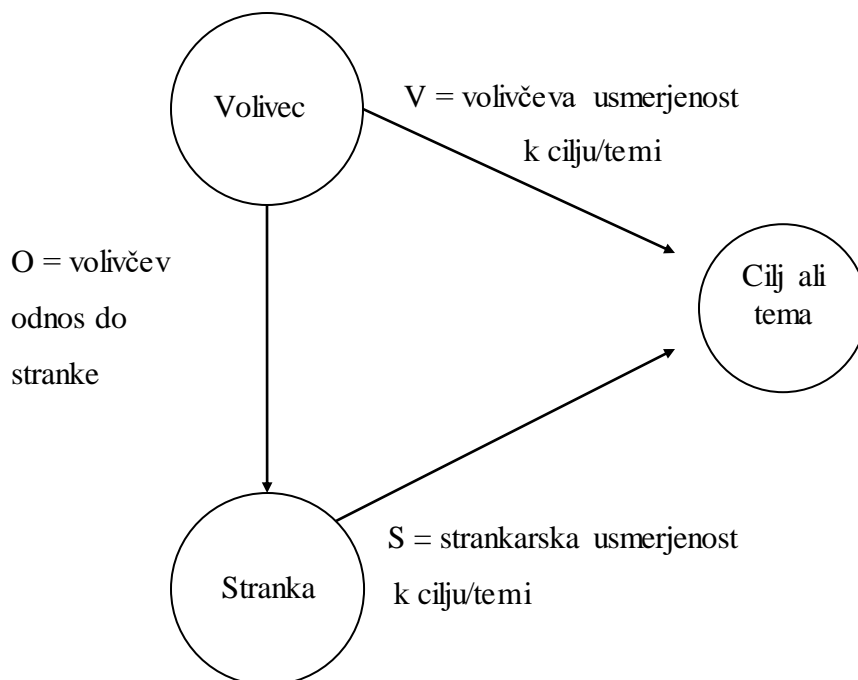 Volivec
V = volivčeva usmerjenost
k cilju/temi
O = volivčev
odnos do
stranke
Cilj ali
tema
Stranka
S = strankarska usmerjenost
k cilju/temi